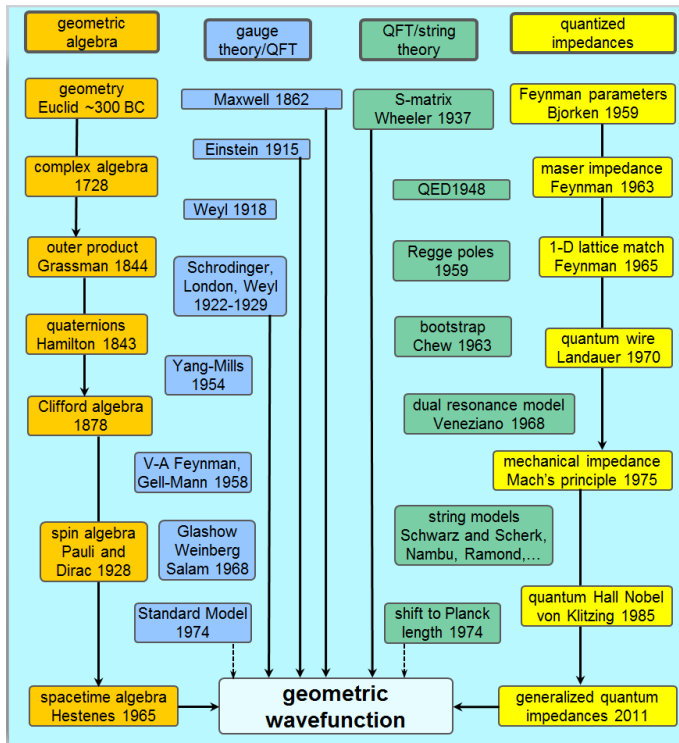 geometric
algebra
geometry
Euclid ~300 BC
complex algebra
1728
outer product
Grassman 1844
quaternions
Hamilton 1843
Clifford algebra
1878
spin algebra
Pauli and
Dirac 1928
spacetime algebra
Hestenes 1965
gauge
theory/QFT
Maxwell 1862
Einstein 1915
Weyl 1918
Schrodinger,
London, Weyl
1922-1929
Yang-Mills
1954
V-A Feynman,
Gell-Mann 1958
Glashow
Weinberg
Salam 1968
Standard Model
1974
QFT/string
theory
S-matrix
Wheeler 1937
QED1948
Regge poles
1959
bootstrap
Chew 1963
dual resonance model
Veneziano 1968
string models
Schwarz and Scherk,
Nambu, Ramond,...
shift to Planck
length 1974
quantized
impedances
Feynman parameters
Bjorken 1959
maser impedance
Feynman 1963
1-D lattice match
Feynman 1965
quantum wire
Landauer 1970
mechanical impedance
Mach's principle 1975
quantum Hall Nobel
von Klitzing 1985
generalized quantum
impedances 2011
geometric
wavefunction